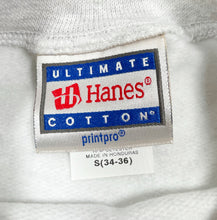 ULTIMATE
Hanes®
COTTON®
printpro®
MADE IN HONDURAS
S(34-36)